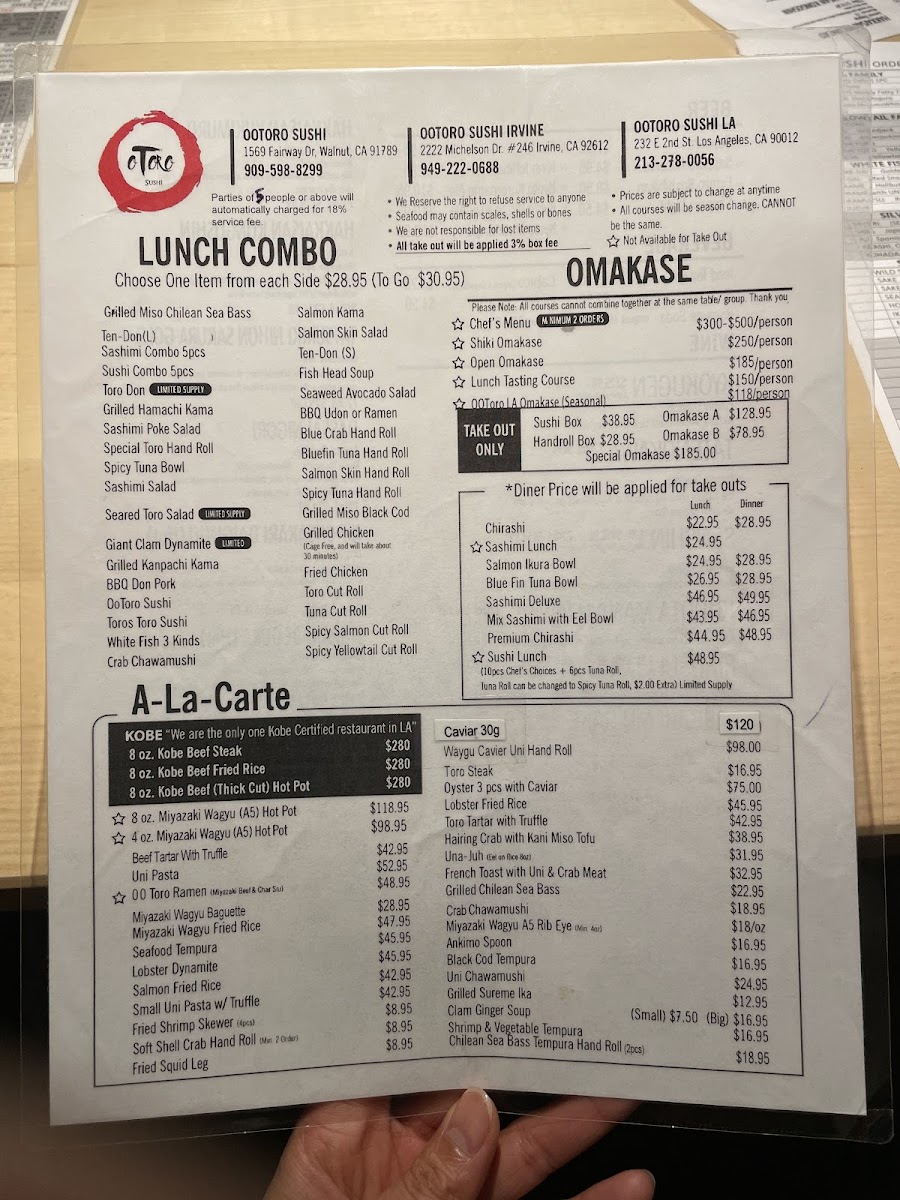 OTORO
SUSHI
OOTORO SUSHI
1569 Fairway Dr, Walnut, CA 91789
909-598-8299
OOTORO SUSHI IRVINE
2222 Michelson Dr. #246 Irvine, CA 92612
949-222-0688
OOTORO SUSHI LA
232 E 2nd St. Los Angeles, CA 90012
213-278-0056
Parties of 5 people or above will
automatically charged for 18%
service fee.
• We Reserve the right to refuse service to anyone
• Seafood may contain scales, shells or bones
• We are not responsible for lost items
• All take out will be applied 3% box fee
• Prices are subject to change at anytime
• All courses will be season change. CANNOT
be the same.
☆ Not Available for Take Out
LUNCH COMBO
Choose One Item from each Side $28.95 (To Go $30.95)
Grilled Miso Chilean Sea Bass
Ten-Don(L)
Sashimi Combo 5pcs
Sushi Combo 5pcs
Toro Don LIMITED SUPPLY
Grilled Hamachi Kama
Sashimi Poke Salad
Special Toro Hand Roll
Spicy Tuna Bowl
Sashimi Salad
Seared Toro Salad LIMITED SUPPLY
Giant Clam Dynamite LIMITED
Grilled Kanpachi Kama
BBQ Don Pork
OoToro Sushi
Toros Toro Sushi
White Fish 3 Kinds
Crab Chawamushi
Salmon Kama
Salmon Skin Salad
Ten-Don (S)
Fish Head Soup
Seaweed Avocado Salad
BBQ Udon or Ramen
Blue Crab Hand Roll
Bluefin Tuna Hand Roll
Salmon Skin Hand Roll
Spicy Tuna Hand Roll
Grilled Miso Black Cod
Grilled Chicken
(Cage Free, and will take about
30 minutes)
Fried Chicken
Toro Cut Roll
Tuna Cut Roll
Spicy Salmon Cut Roll
Spicy Yellowtail Cut Roll
OMAKASE
Please Note: All courses cannot combine together at the same table/ group. Thank you
☆ Chef's Menu MINIMUM 2 ORDERS $300-$500/person
☆ Shiki Omakase $250/person
☆ Open Omakase $185/person
☆ Lunch Tasting Course $150/person
☆ OOToro LA Omakase (Seasonal) $118/person
TAKE OUT
ONLY
Sushi Box $38.95 Omakase A $128.95
Handroll Box $28.95 Omakase B $78.95
Special Omakase $185.00
*Diner Price will be applied for take outs
Lunch Dinner
Chirashi $22.95 $28.95
☆ Sashimi Lunch $24.95
Salmon Ikura Bowl $24.95 $28.95
Blue Fin Tuna Bowl $26.95 $28.95
Sashimi Deluxe $46.95 $49.95
Mix Sashimi with Eel Bowl $43.95 $46.95
Premium Chirashi $44.95 $48.95
☆ Sushi Lunch $48.95
(10pcs Chef's Choices + 6pcs Tuna Roll,
Tuna Roll can be changed to Spicy Tuna Roll, $2.00 Extra) Limited Supply
A-La-Carte
KOBE "We are the only one Kobe Certified restaurant in LA"
8 oz. Kobe Beef Steak $280
8 oz. Kobe Beef Fried Rice $280
8 oz. Kobe Beef (Thick Cut) Hot Pot $280
☆ 8 oz. Miyazaki Wagyu (A5) Hot Pot $118.95
☆ 4 oz. Miyazaki Wagyu (A5) Hot Pot $98.95
Beef Tartar With Truffle $42.95
Uni Pasta $52.95
☆ OO Toro Ramen (Miyazaki Beef & Char Siu) $48.95
Miyazaki Wagyu Baguette $28.95
Miyazaki Wagyu Fried Rice $47.95
Seafood Tempura $45.95
Lobster Dynamite $45.95
Salmon Fried Rice $42.95
Small Uni Pasta w/ Truffle $42.95
Fried Shrimp Skewer (4pcs) $8.95
Soft Shell Crab Hand Roll (Min. 2 Order) $8.95
Fried Squid Leg $8.95
Caviar 30g $120
Waygu Cavier Uni Hand Roll $98.00
Toro Steak $16.95
Oyster 3 pcs with Caviar $75.00
Lobster Fried Rice $45.95
Toro Tartar with Truffle $42.95
Hairing Crab with Kani Miso Tofu $38.95
Una-Juh (Eel on Rice 8oz) $31.95
French Toast with Uni & Crab Meat $32.95
Grilled Chilean Sea Bass $22.95
Crab Chawamushi $18.95
Miyazaki Wagyu A5 Rib Eye (Min. 4oz) $18/oz
Ankimo Spoon $16.95
Black Cod Tempura $16.95
Uni Chawamushi $24.95
Grilled Sureme Ika $12.95
Clam Ginger Soup (Small) $7.50 (Big) $16.95
Shrimp & Vegetable Tempura $16.95
Chilean Sea Bass Tempura Hand Roll (2pcs) $18.95